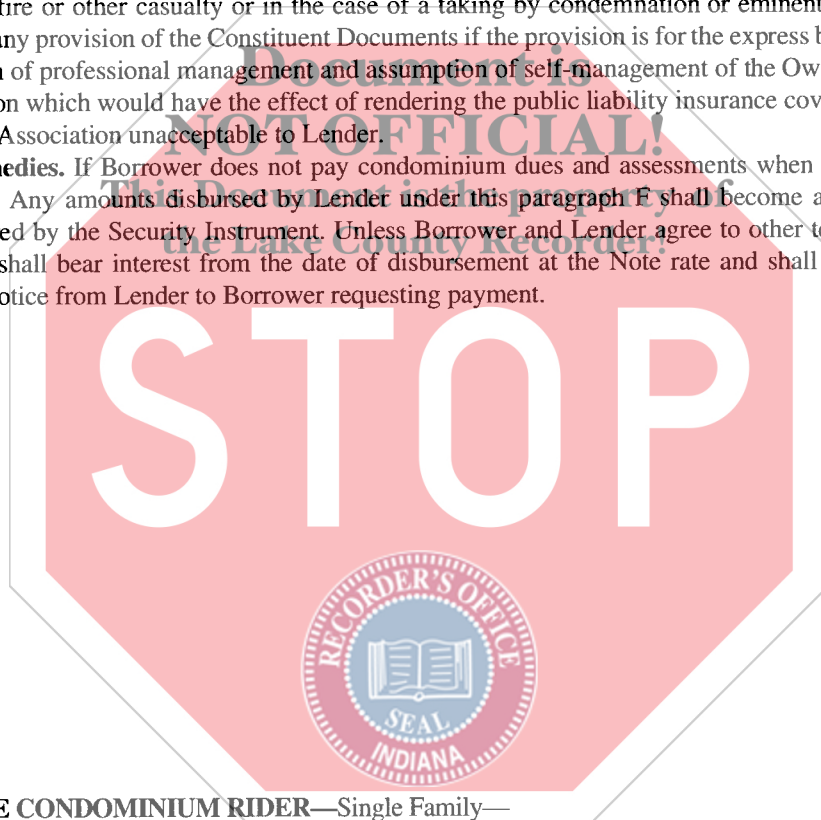 fire or other casualty or in the case of a taking by condemnation or eminent
any provision of the Constituent Documents if the provision is for the express
Document is
of professional management and assumption of self-management of the
which would have the effect of rendering the public liability insurance
NOT OFFICIAL!
Association unacceptable to Lender.
If Borrower does not pay condominium dues and assessments when
This Document is the property of
Any amounts disbursed by Lender under this paragraph F shall become
by the Security Instrument. Unless Borrower and Lender agree to other
the Lake County Recorder!
shall bear interest from the date of disbursement at the Note rate and shall
from Lender to Borrower requesting payment.
STOP
RECORDER'S OFFICE
SEAL
INDIANA
CONDOMINIUM RIDER—Single Family—